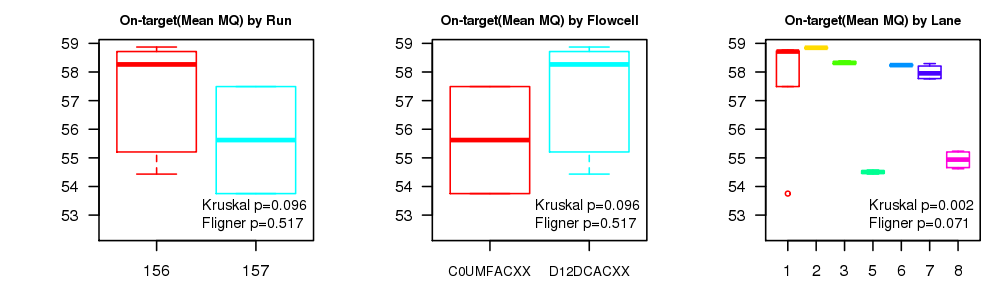 On-target(Mean MQ) by Run
59
58
57
56
55
54
53
Kruskal p=0.096
Fligner p=0.517
156 157
On-target(Mean MQ) by Flowcell
59
58
57
56
55
54
53
Kruskal p=0.096
Fligner p=0.517
C0UMFACXX D12DCACXX
On-target(Mean MQ) by Lane
59
58
57
56
55
54
53
Kruskal p=0.002
Fligner p=0.071
1 2 3 5 6 7 8